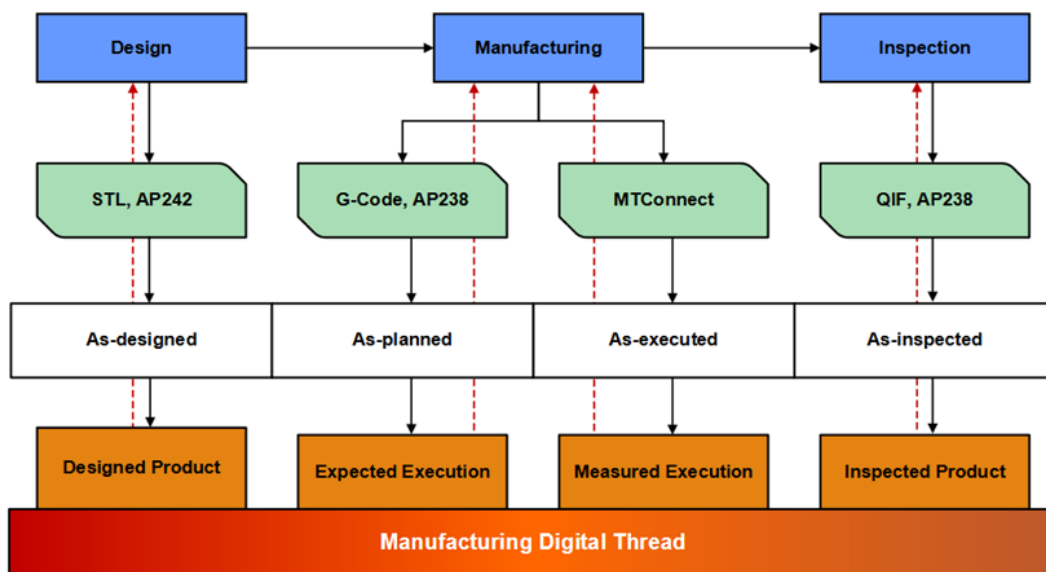 Design
Manufacturing
Inspection
STL, AP242
G-Code, AP238
MTConnect
QIF, AP238
As-designed
As-planned
As-executed
As-inspected
Designed Product
Expected Execution
Measured Execution
Inspected Product
Manufacturing Digital Thread